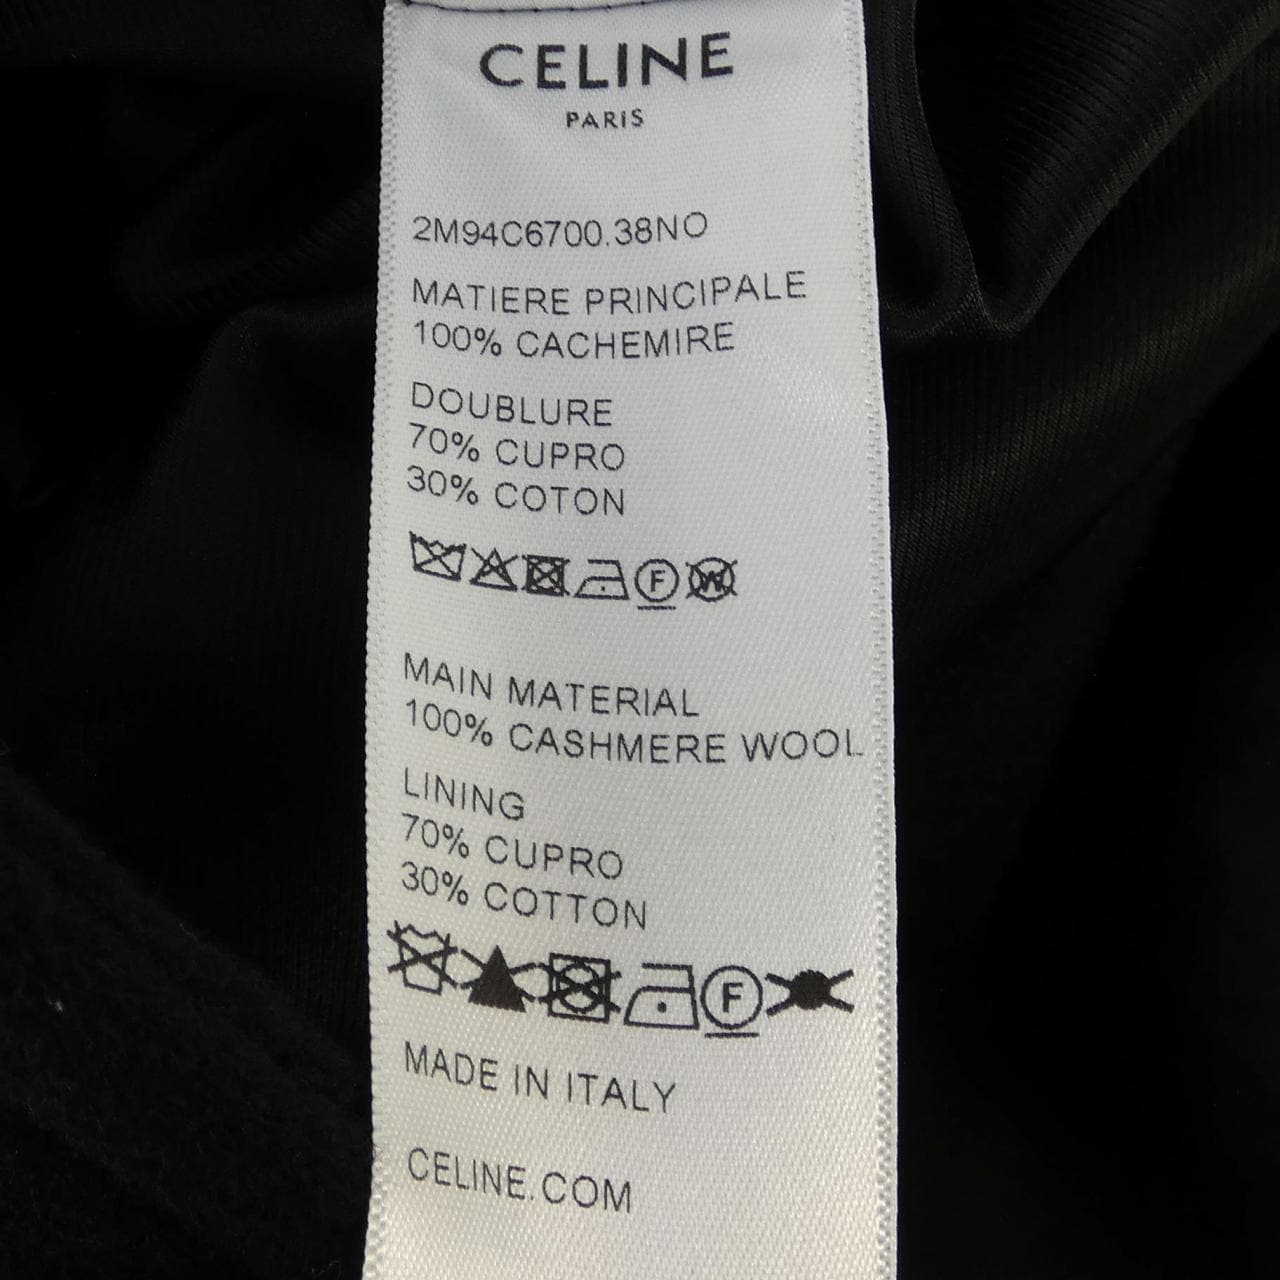 CELINE
PARIS
2M94C6700.38NO
MATIERE PRINCIPALE
100% CACHEMIRE
DOUBLURE
70% CUPRO
30% COTON
F W
MAIN MATERIAL
100% CASHMERE WOOL
LINING
70% CUPRO
30% COTTON
F
MADE IN ITALY
CELINE.COM